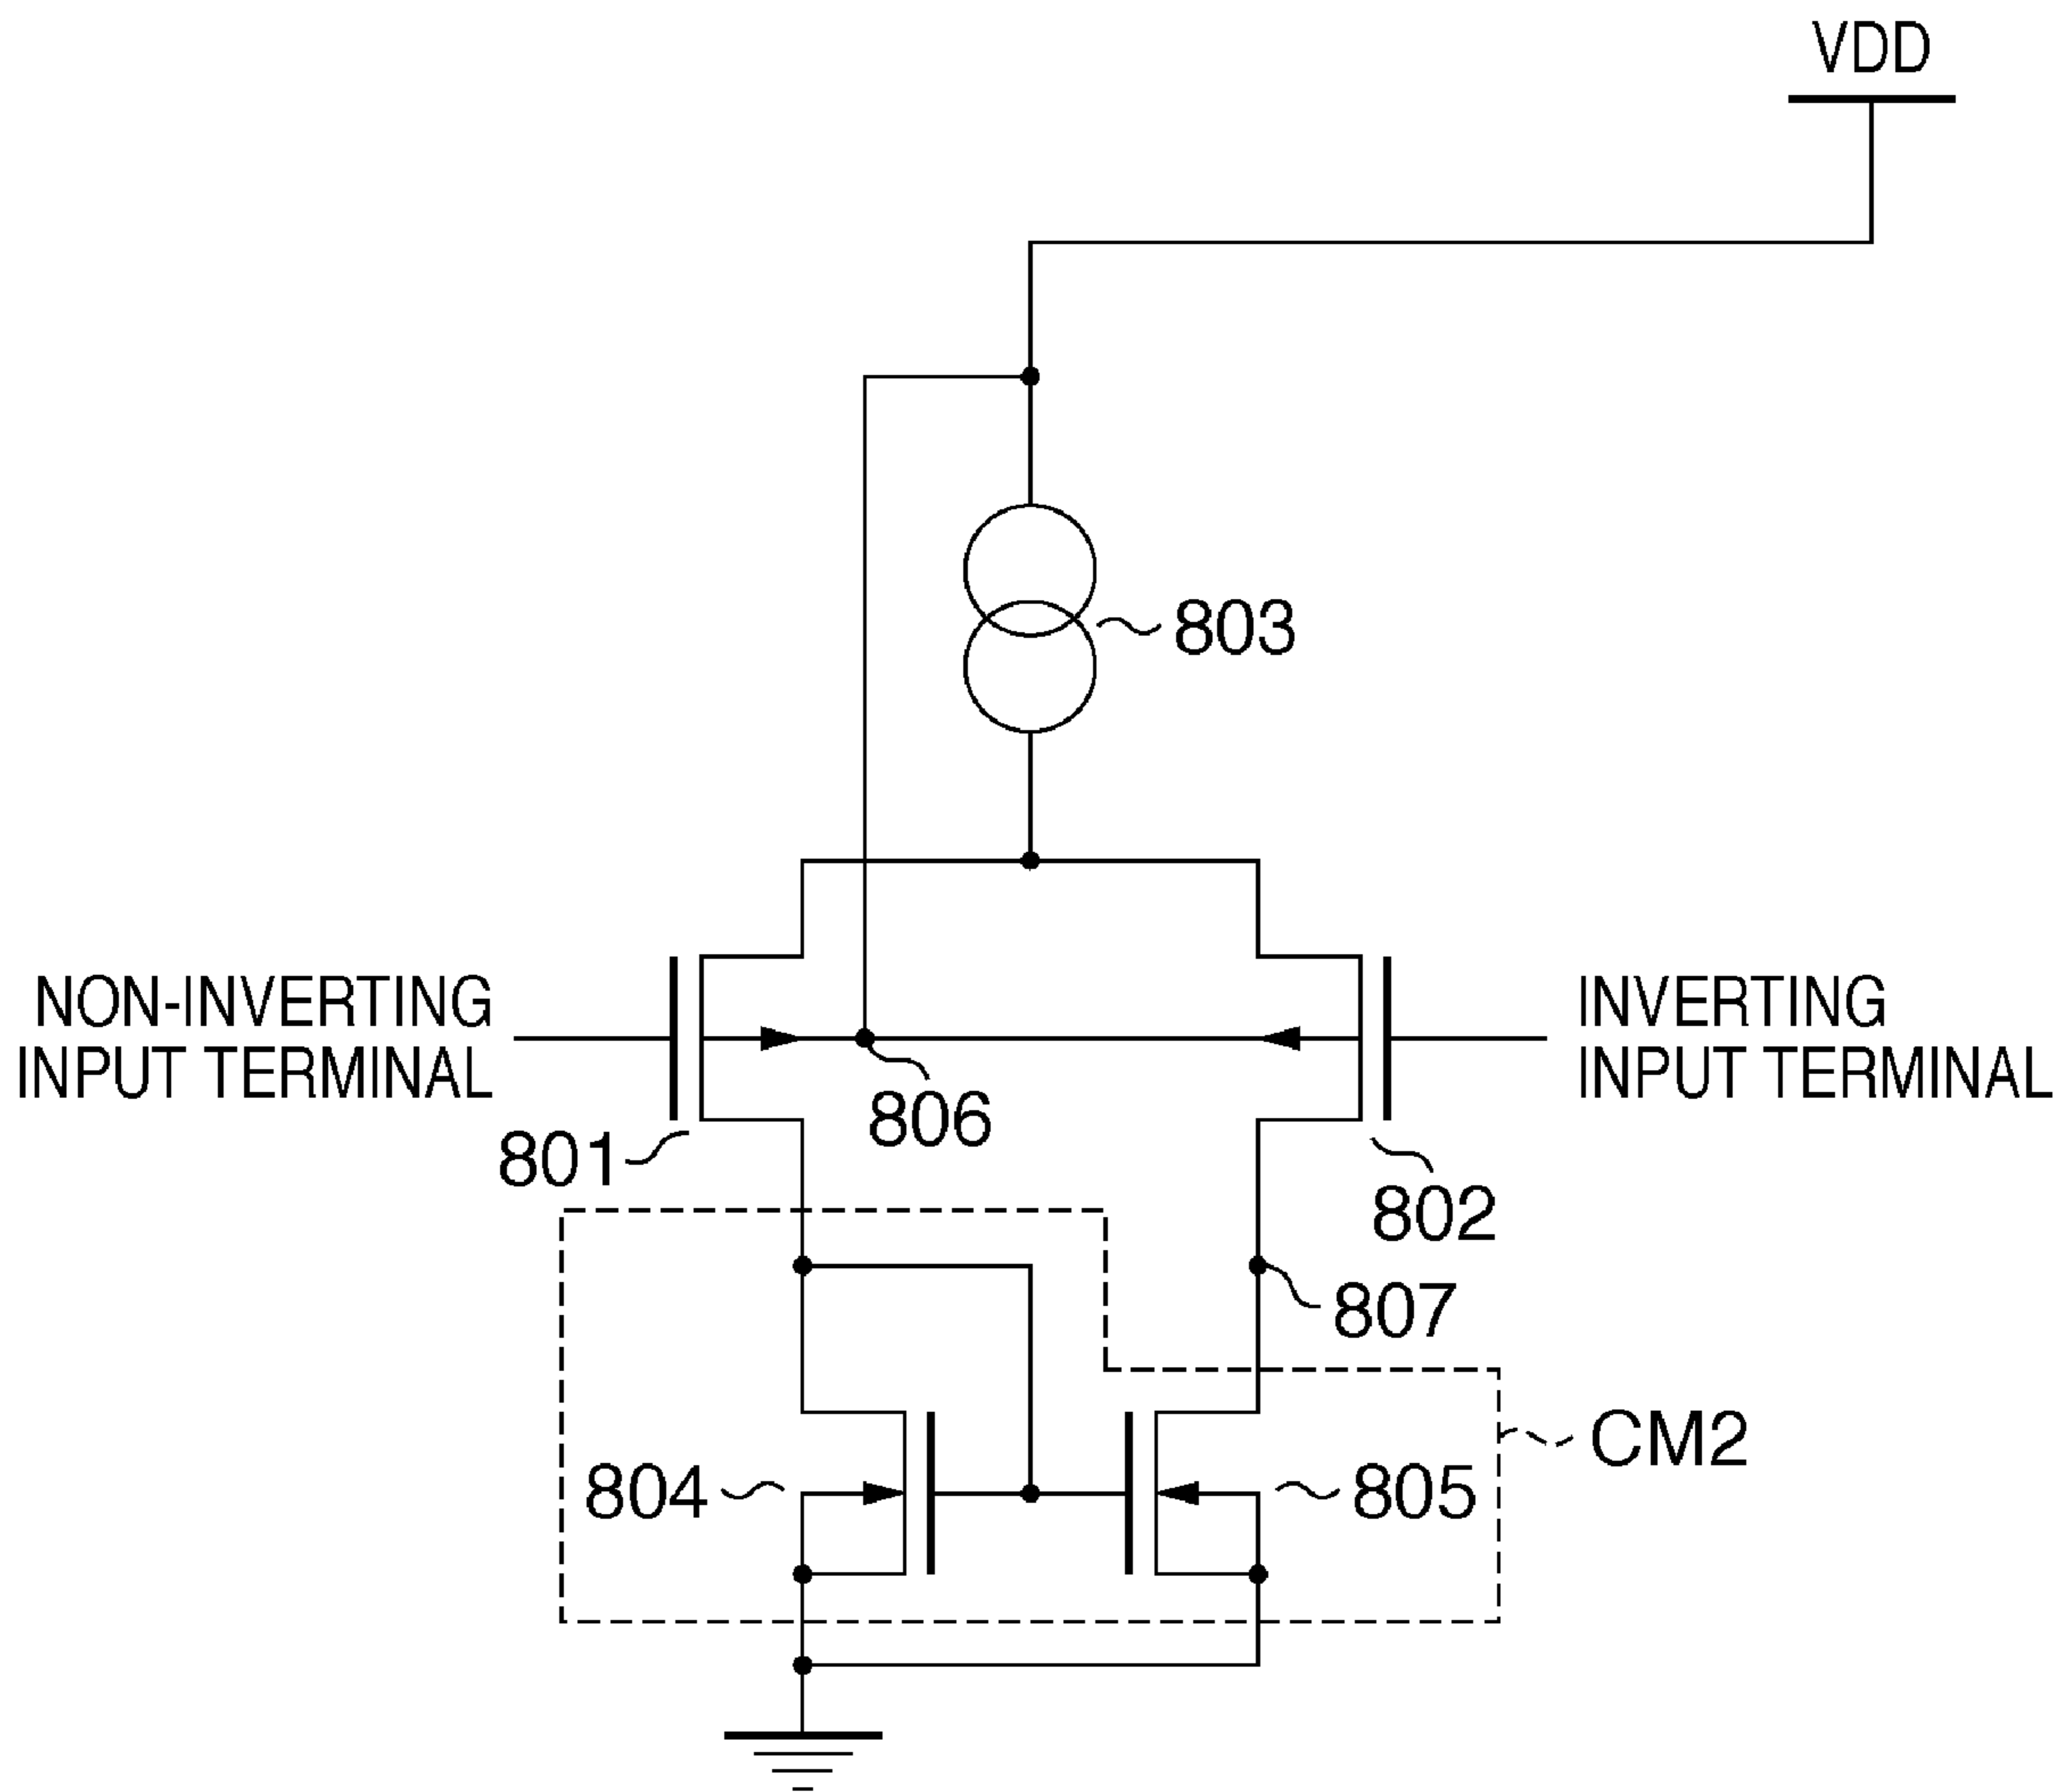 VDD
803
NON-INVERTING
INPUT TERMINAL
INVERTING
INPUT TERMINAL
806
801
802
807
CM2
804
805